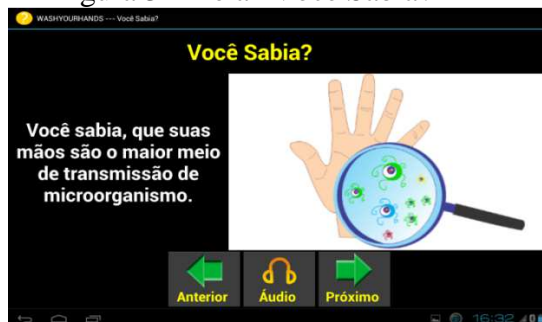 WASHYOURHANDS --- Você Sabia?
Você Sabia?
Você sabia, que suas
mãos são o maior meio
de transmissão de
microorganismo.
Anterior
Áudio
Próximo
16:32